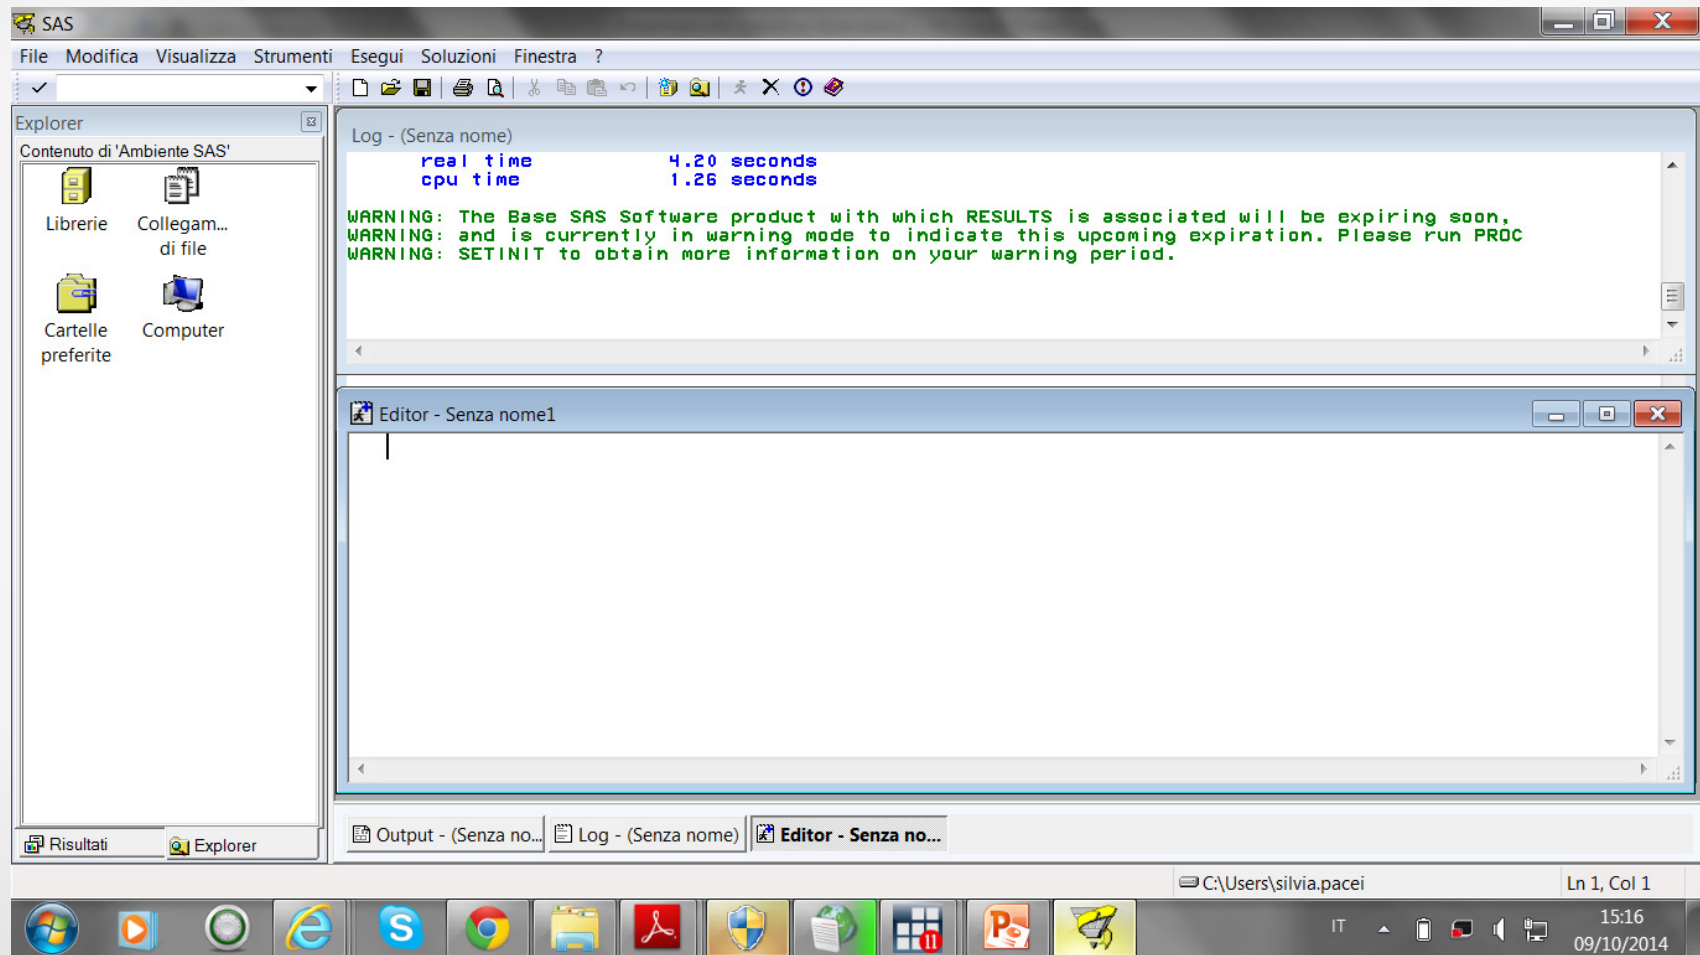 SAS
File Modifica Visualizza Strumenti Esegui Soluzioni Finestra ?
Explorer
Contenuto di 'Ambiente SAS'
Librerie
Collegam...
di file
Cartelle
preferite
Computer
Log - (Senza nome)
real time 4.20 seconds
cpu time 1.26 seconds
WARNING: The Base SAS Software product with which RESULTS is associated will be expiring soon,
WARNING: and is currently in warning mode to indicate this upcoming expiration. Please run PROC
WARNING: SETINIT to obtain more information on your warning period.
Editor - Senza nome1
Risultati
Explorer
Output - (Senza no...
Log - (Senza nome)
Editor - Senza no...
C:\Users\silvia.pacei
Ln 1, Col 1
11
IT
15:16
09/10/2014